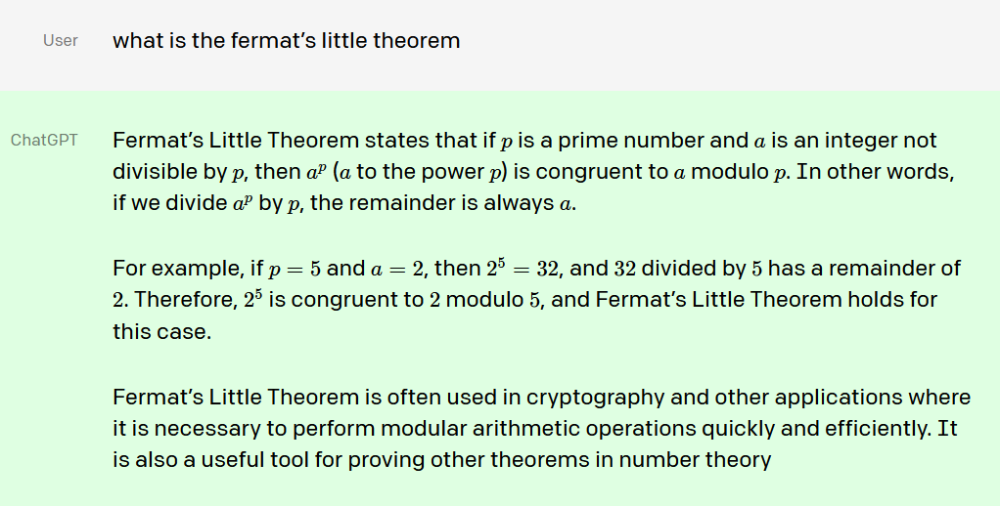 User what is the fermat’s little theorem
ChatGPT Fermat’s Little Theorem states that if p is a prime number and a is an integer not
divisible by p, then aᵖ (a to the power p) is congruent to a modulo p. In other words,
if we divide aᵖ by p, the remainder is always a.
For example, if p = 5 and a = 2, then 2⁵ = 32, and 32 divided by 5 has a remainder of
2. Therefore, 2⁵ is congruent to 2 modulo 5, and Fermat’s Little Theorem holds for
this case.
Fermat’s Little Theorem is often used in cryptography and other applications where
it is necessary to perform modular arithmetic operations quickly and efficiently. It
is also a useful tool for proving other theorems in number theory